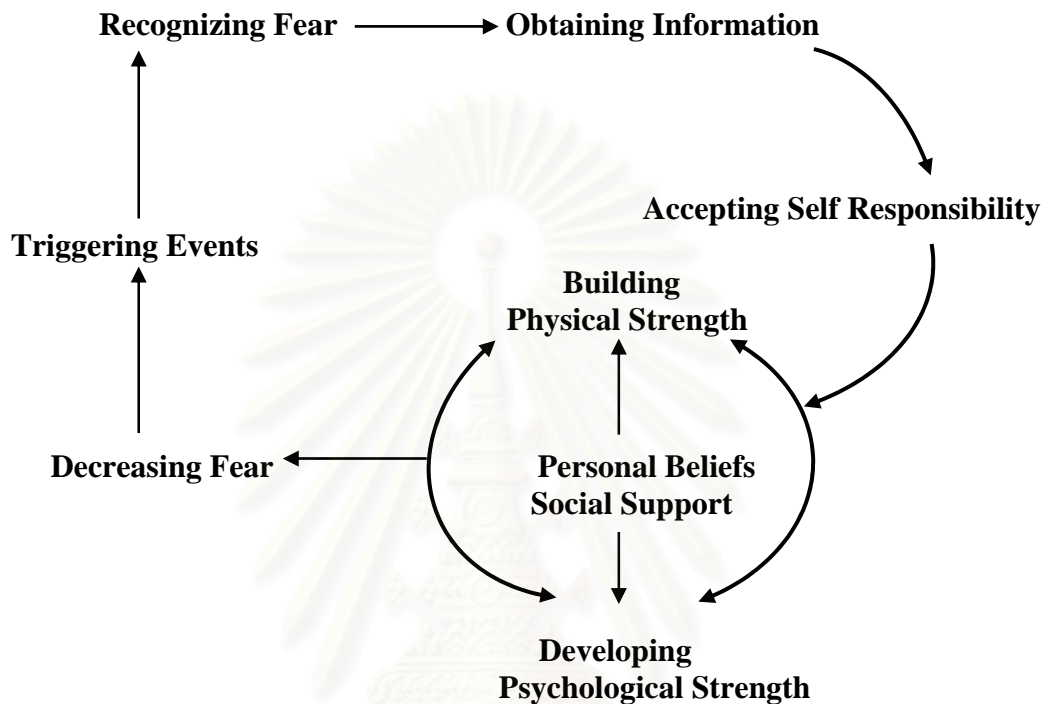 Recognizing Fear
Obtaining Information
Accepting Self Responsibility
Triggering Events
Building
Physical Strength
Decreasing Fear
Personal Beliefs
Social Support
Developing
Psychological Strength